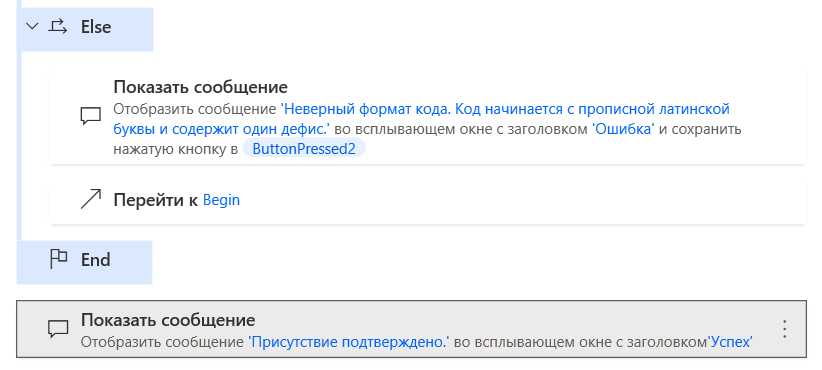 Else
Показать сообщение
Отобразить сообщение 'Неверный формат кода. Код начинается с прописной латинской
буквы и содержит один дефис.' во всплывающем окне с заголовком 'Ошибка' и сохранить
нажатую кнопку в ButtonPressed2
Перейти к Begin
End
Показать сообщение
Отобразить сообщение 'Присутствие подтверждено.' во всплывающем окне с заголовком'Успех'